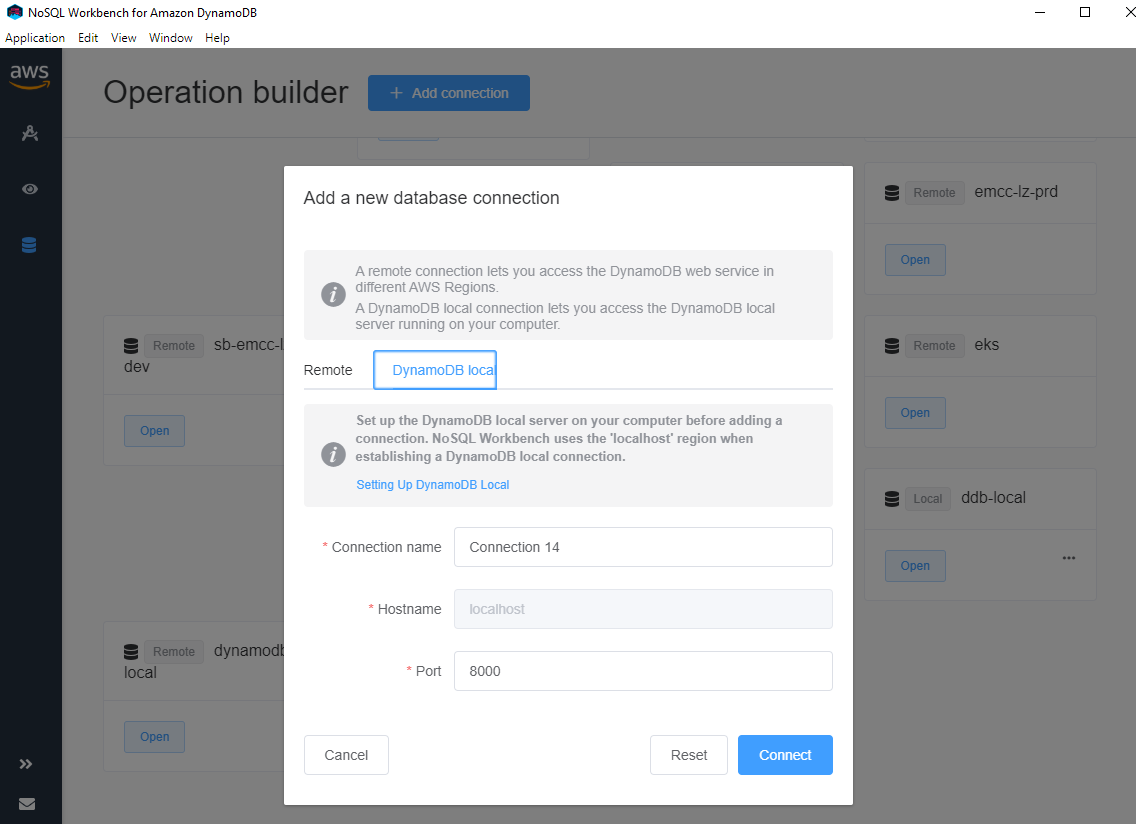 NoSQL Workbench for Amazon DynamoDB
Application Edit View Window Help
aws
Operation builder
+ Add connection
Add a new database connection
A remote connection lets you access the DynamoDB web service in
different AWS Regions.
A DynamoDB local connection lets you access the DynamoDB local
server running on your computer.
Remote
DynamoDB local
Set up the DynamoDB local server on your computer before adding a
connection. NoSQL Workbench uses the 'localhost' region when
establishing a DynamoDB local connection.
Setting Up DynamoDB Local
* Connection name
Connection 14
* Hostname
localhost
* Port
8000
Cancel
Reset
Connect
Remote sb-emcc-l
dev
Open
Remote dynamodb
local
Open
Remote emcc-lz-prd
Open
Remote eks
Open
Local ddb-local
Open